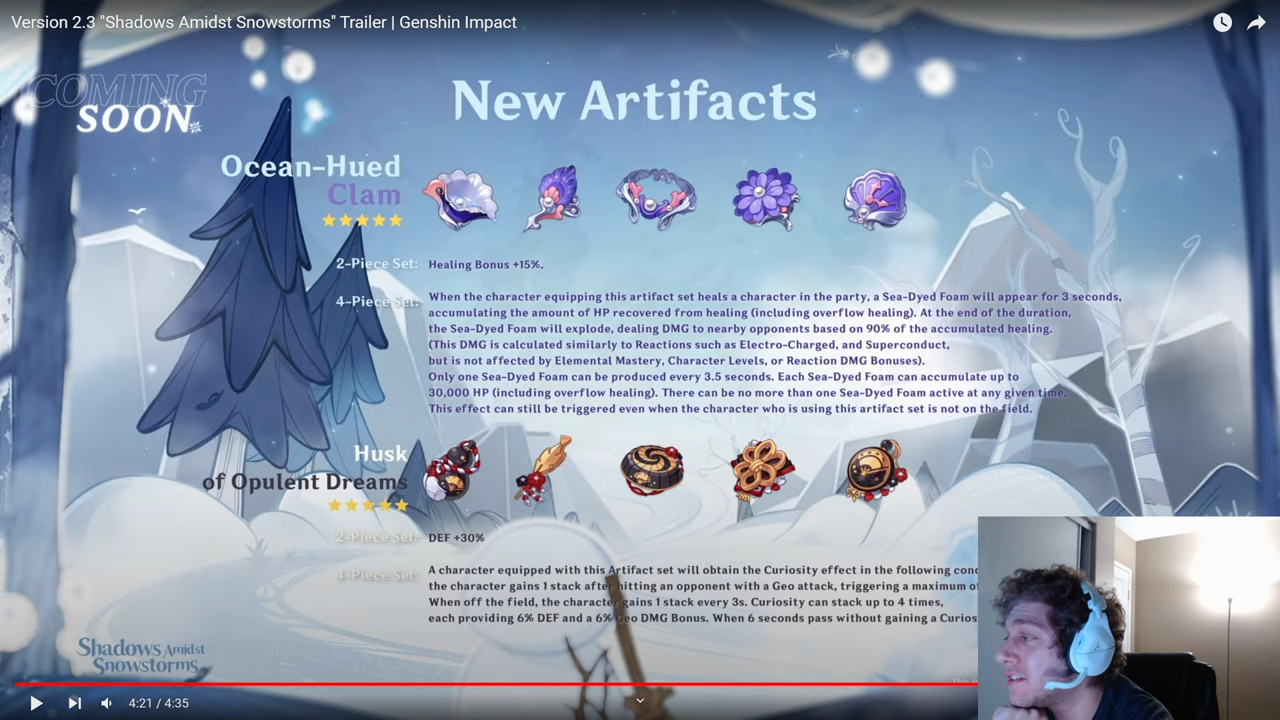 Version 2.3 "Shadows Amidst Snowstorms" Trailer | Genshin Impact
COMING
SOON
New Artifacts
Ocean-Hued
Clam
2-Piece Set: Healing Bonus +15%.
4-Piece Set: When the character equipping this artifact set heals a character in the party, a Sea-Dyed Foam will appear for 3 seconds,
accumulating the amount of HP recovered from healing (including overflow healing). At the end of the duration,
the Sea-Dyed Foam will explode, dealing DMG to nearby opponents based on 90% of the accumulated healing.
(This DMG is calculated similarly to Reactions such as Electro-Charged, and Superconduct,
but is not affected by Elemental Mastery, Character Levels, or Reaction DMG Bonuses).
Only one Sea-Dyed Foam can be produced every 3.5 seconds. Each Sea-Dyed Foam can accumulate up to
30,000 HP (including overflow healing). There can be no more than one Sea-Dyed Foam active at any given time.
This effect can still be triggered even when the character who is using this artifact set is not on the field.
Husk
of Opulent Dreams
2-Piece Set: DEF +30%
4-Piece Set: A character equipped with this Artifact set will obtain the Curiosity effect in the following
the character gains 1 stack after hitting an opponent with a Geo attack, triggering a maximum
When off the field, the character gains 1 stack every 3s. Curiosity can stack up to 4 times,
each providing 6% DEF and a 6% Geo DMG Bonus. When 6 seconds pass without gaining a
Shadows Amidst
Snowstorms
4:21 / 4:35